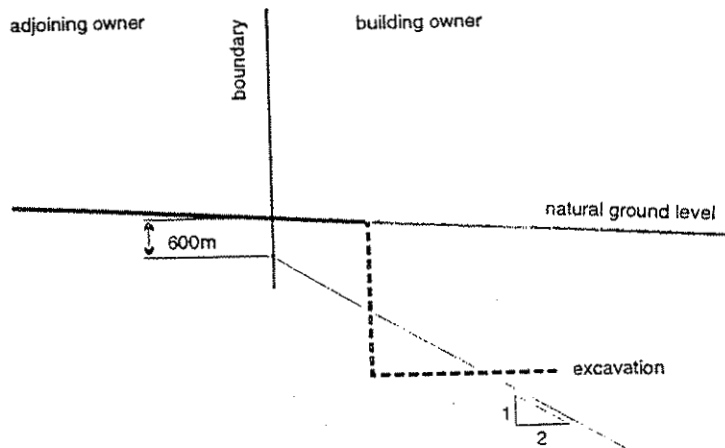 adjoining owner
building owner
boundary
natural ground level
600m
excavation
1
2